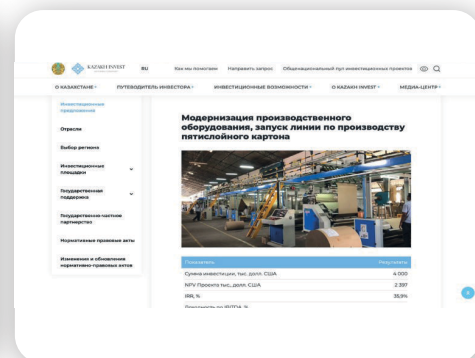 KAZAKH INVEST
RU
Как мы помогаем
Направить запрос
Общенациональный пул инвестиционных проектов
О КАЗАХСТАНЕ
ПУТЕВОДИТЕЛЬ ИНВЕСТОРА
ИНВЕСТИЦИОННЫЕ ВОЗМОЖНОСТИ
О KAZAKH INVEST
МЕДИА-ЦЕНТР
Инвестиционные
предложения
Отрасли
Выбор региона
Инвестиционные
площадки
Государственная
поддержка
Государственно-частное
партнерство
Нормативные правовые акты
Изменения и обновления
нормативно-правовых актов
Модернизация производственного
оборудования, запуск линии по производству
пятислойного картона
Показатель Результаты
Сумма инвестиции, тыс. долл. США 4 000
NPV Проекта тыс., долл. США 2 397
IRR, % 35,9%